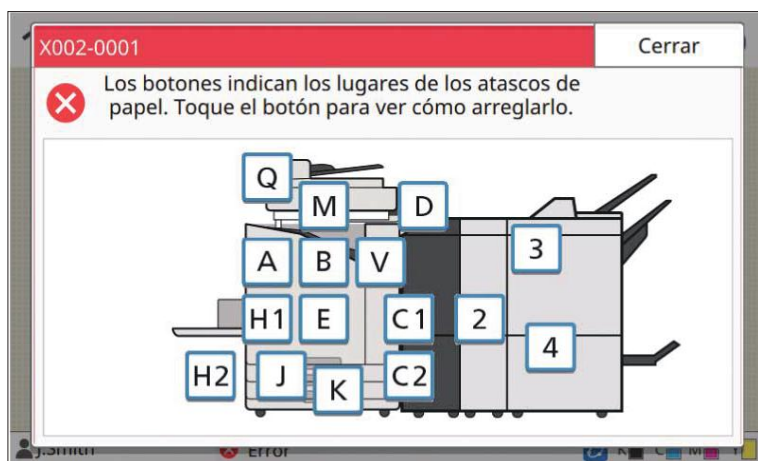 X002-0001
Cerrar
Los botones indican los lugares de los atascos de
papel. Toque el botón para ver cómo arreglarlo.
Q
M
D
A
B
V
3
H1
E
C1
2
4
H2
J
K
C2
J.Smith
Error
K
C
M
Y